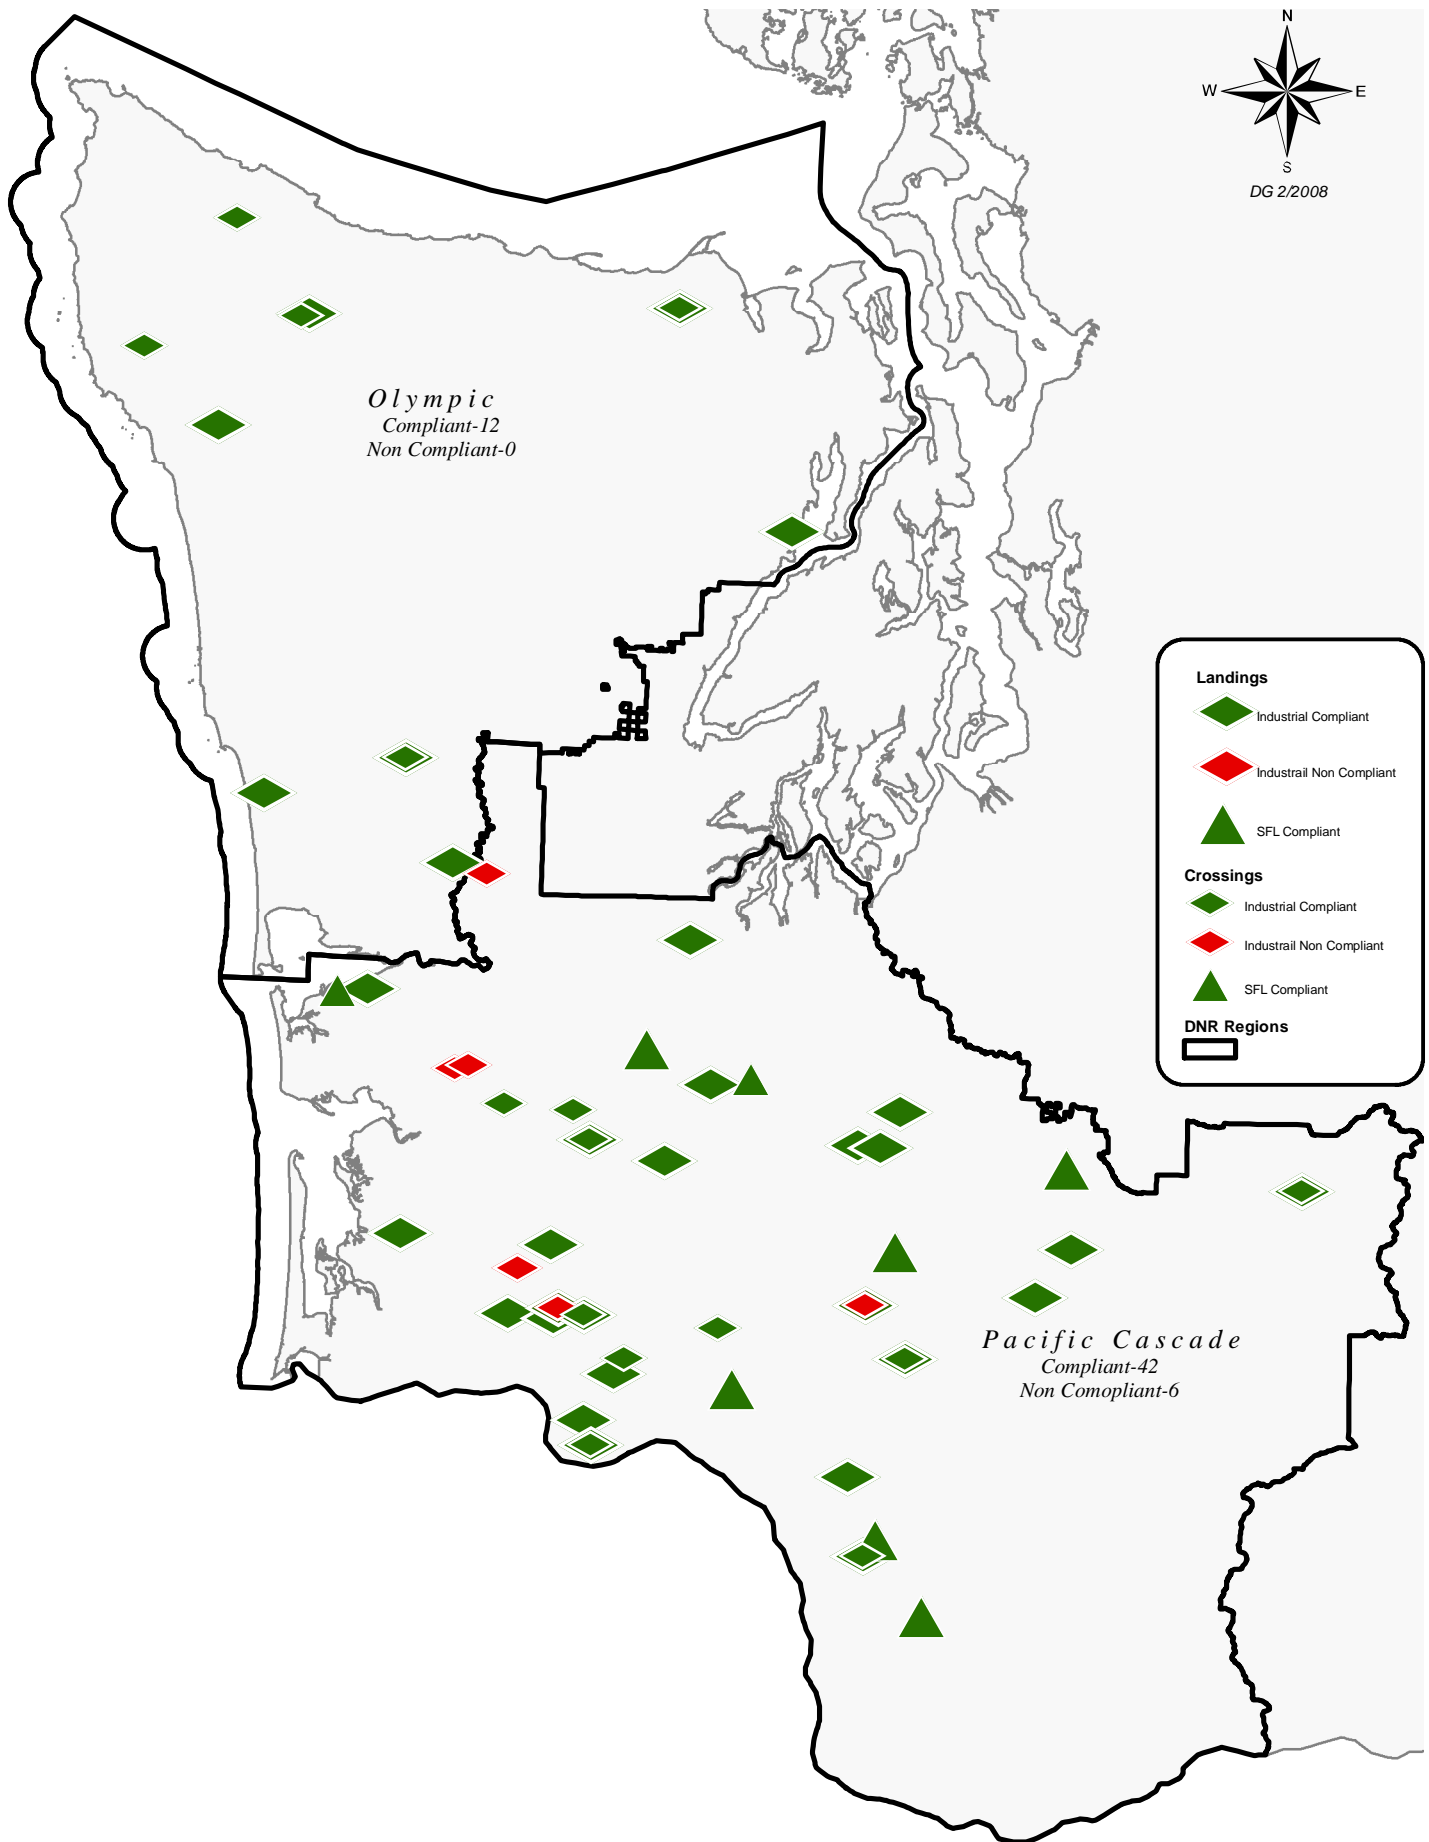 N
W
E
S
DG 2/2008
Olympic
Compliant-12
Non Compliant-0
Landings
Industrial Compliant
Industrail Non Compliant
SFL Compliant
Crossings
Industrial Compliant
Industrail Non Compliant
SFL Compliant
DNR Regions
Pacific Cascade
Compliant-42
Non Comopliant-6